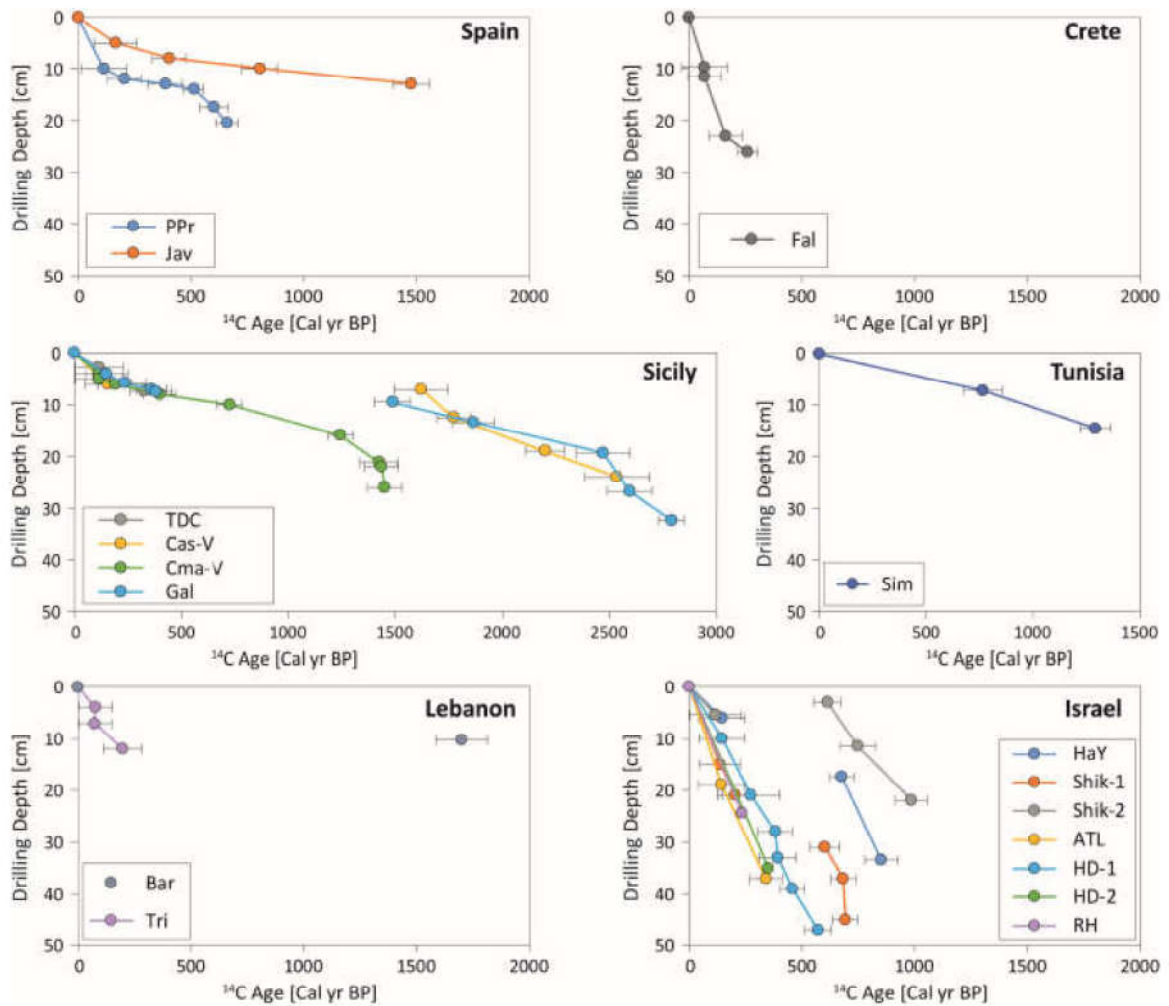 Spain
0
10
20
30
40
50
Drilling Depth [cm]
PPr
Jav
0 500 1000 1500 2000
¹⁴C Age [Cal yr BP]
Crete
0
10
20
30
40
50
Drilling Depth [cm]
Fal
0 500 1000 1500 2000
¹⁴C Age [Cal yr BP]
Sicily
0
10
20
30
40
50
Drilling Depth [cm]
TDC
Cas-V
Cma-V
Gal
0 500 1000 1500 2000 2500 3000
¹⁴C Age [Cal yr BP]
Tunisia
0
10
20
30
40
50
Drilling Depth [cm]
Sim
0 500 1000 1500
¹⁴C Age [Cal yr BP]
Lebanon
0
10
20
30
40
50
Drilling Depth [cm]
Bar
Tri
0 500 1000 1500 2000
¹⁴C Age [Cal yr BP]
Israel
0
10
20
30
40
50
Drilling Depth [cm]
HaY
Shik-1
Shik-2
ATL
HD-1
HD-2
RH
0 500 1000 1500 2000
¹⁴C Age [Cal yr BP]